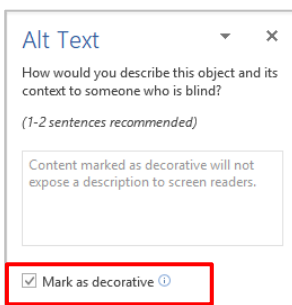 Alt Text
How would you describe this object and its
context to someone who is blind?
(1-2 sentences recommended)
Content marked as decorative will not
expose a description to screen readers.
Mark as decorative